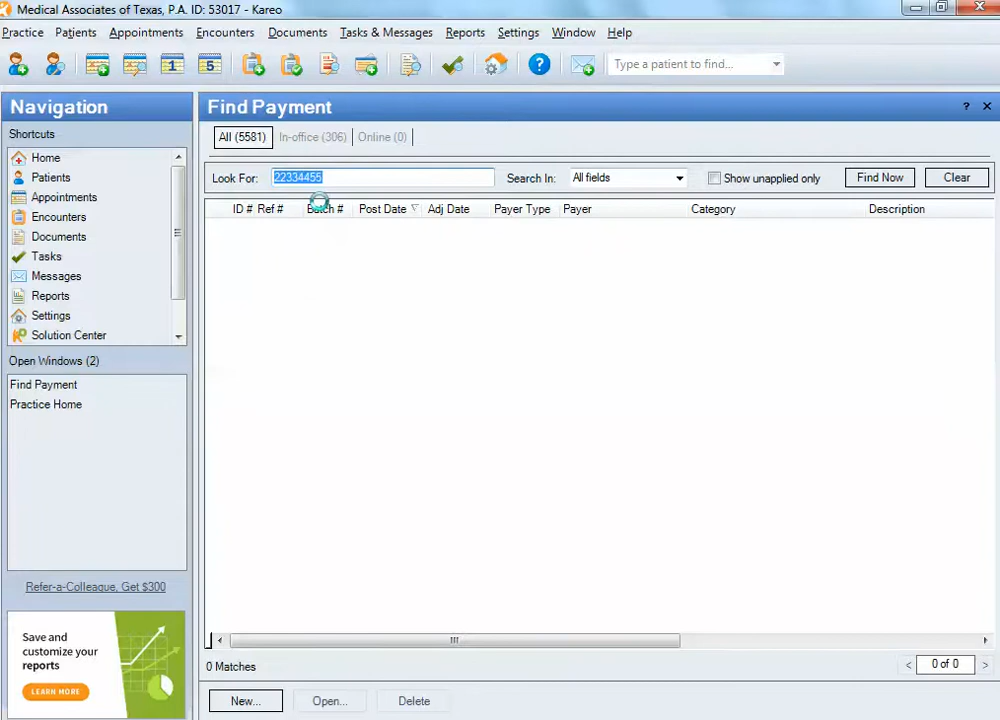 Medical Associates of Texas, P.A. ID: 53017 - Kareo
Practice Patients Appointments Encounters Documents Tasks & Messages Reports Settings Window Help
1 5 ? Type a patient to find...
Navigation
Shortcuts
Home
Patients
Appointments
Encounters
Documents
Tasks
Messages
Reports
Settings
Solution Center
Open Windows (2)
Find Payment
Practice Home
Refer-a-Colleague, Get $300
Save and
customize your
reports
LEARN MORE
Find Payment ? ×
All (5581) In-office (306) Online (0)
Look For: 22334455 Search In: All fields Show unapplied only Find Now Clear
ID # Ref # Batch # Post Date Adj Date Payer Type Payer Category Description
0 Matches < 0 of 0 >
New... Open... Delete